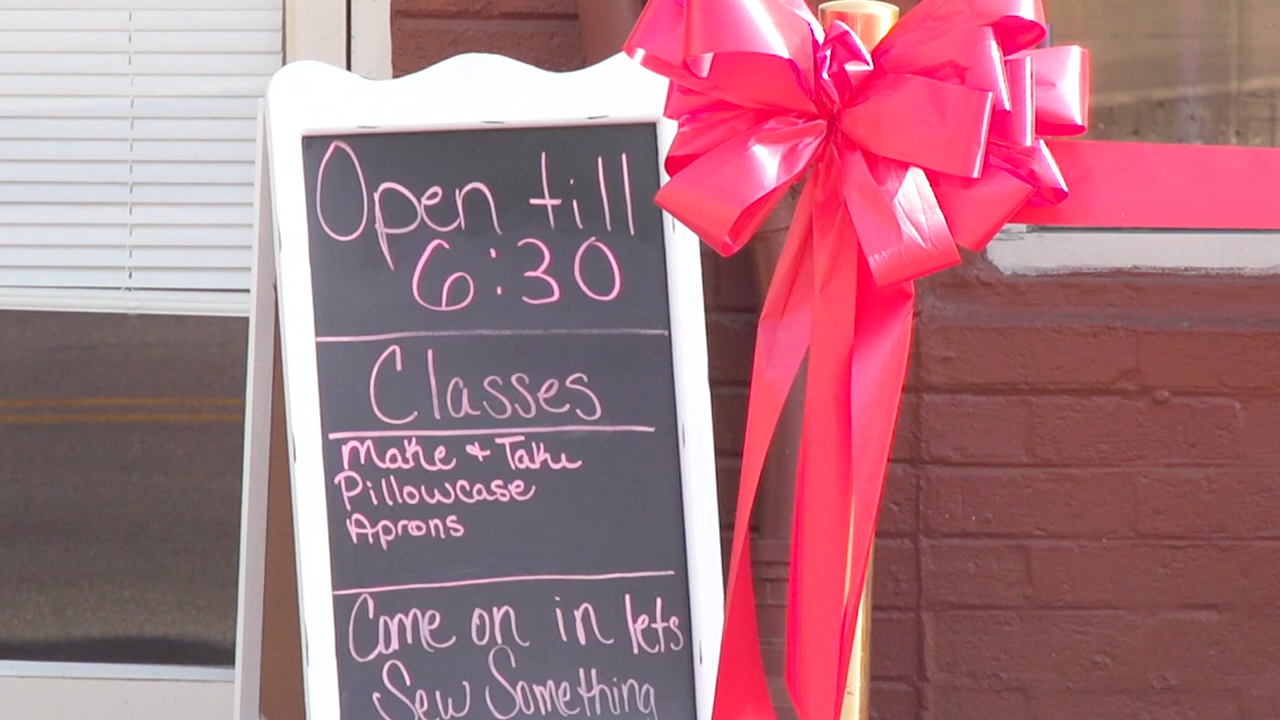 Open till
6:30
Classes
Make + Take
Pillowcase
Aprons
Come on in lets
Sew Something